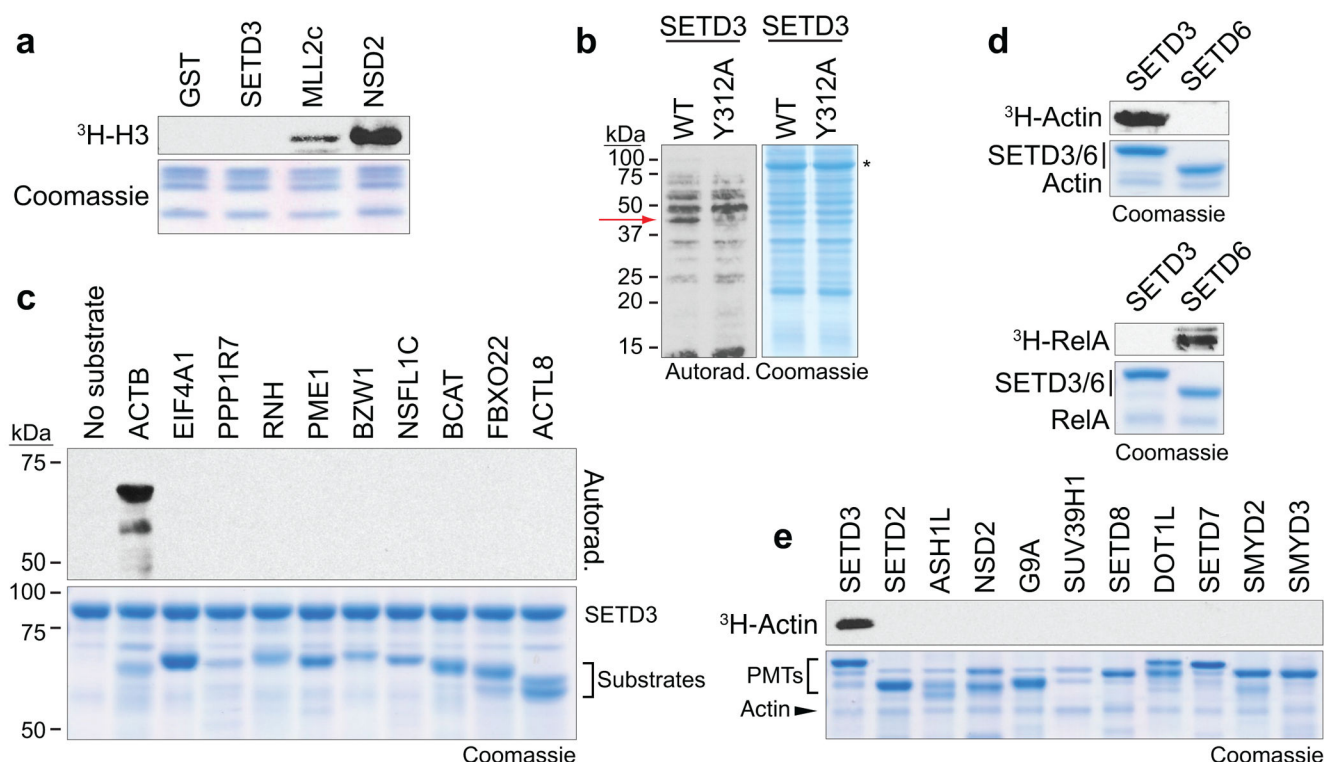 a
GST
SETD3
MLL2c
NSD2
³H-H3
Coomassie
b
SETD3
SETD3
WT
Y312A
WT
Y312A
kDa
100
75
50
37
25
20
15
*
Autorad.
Coomassie
c
No substrate
ACTB
EIF4A1
PPP1R7
RNH
PME1
BZW1
NSFL1C
BCAT
FBXO22
ACTL8
kDa
75
50
Autorad.
100
75
50
SETD3
Substrates
Coomassie
d
SETD3
SETD6
³H-Actin
SETD3/6
Actin
Coomassie
SETD3
SETD6
³H-RelA
SETD3/6
RelA
Coomassie
e
SETD3
SETD2
ASH1L
NSD2
G9A
SUV39H1
SETD8
DOT1L
SETD7
SMYD2
SMYD3
³H-Actin
PMTs
Actin
Coomassie